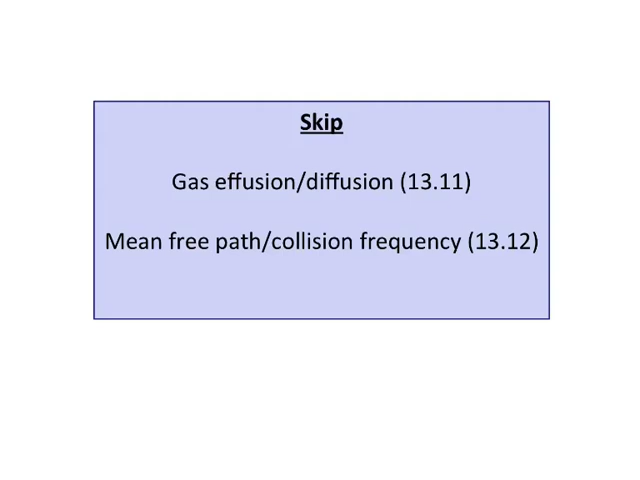 Skip
Gas effusion/diffusion (13.11)
Mean free path/collision frequency (13.12)